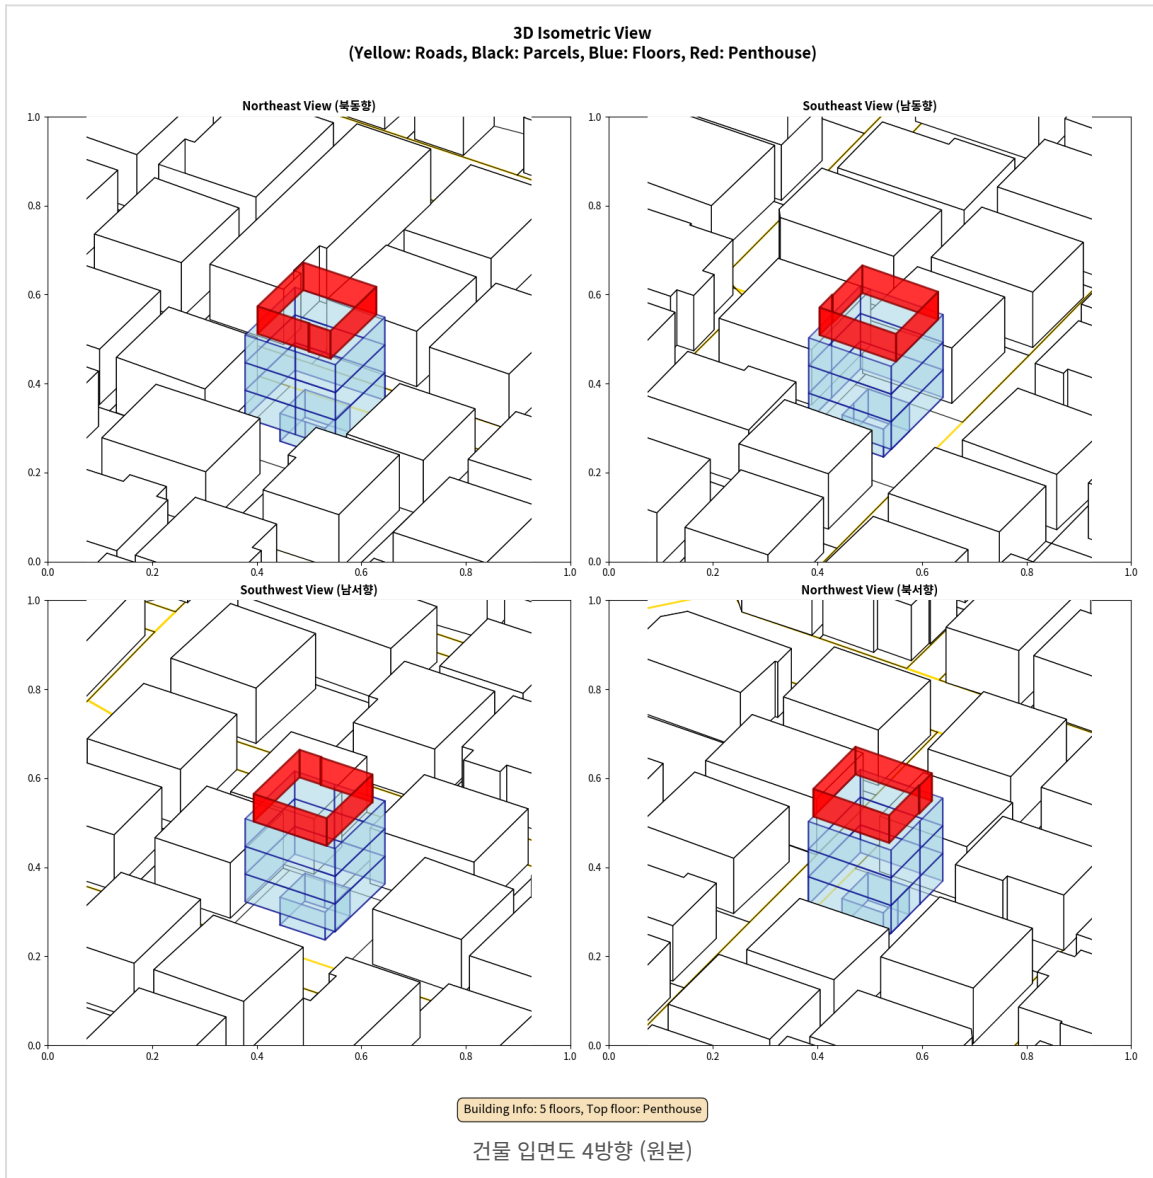 3D Isometric View
(Yellow: Roads, Black: Parcels, Blue: Floors, Red: Penthouse)
Northeast View (북동향)
1.0
0.8
0.6
0.4
0.2
0.0
0.0 0.2 0.4 0.6 0.8 1.0
Southeast View (남동향)
1.0
0.8
0.6
0.4
0.2
0.0
0.0 0.2 0.4 0.6 0.8 1.0
Southwest View (남서향)
1.0
0.8
0.6
0.4
0.2
0.0
0.0 0.2 0.4 0.6 0.8 1.0
Northwest View (북서향)
1.0
0.8
0.6
0.4
0.2
0.0
0.0 0.2 0.4 0.6 0.8 1.0
Building Info: 5 floors, Top floor: Penthouse
건물 입면도 4방향 (원본)